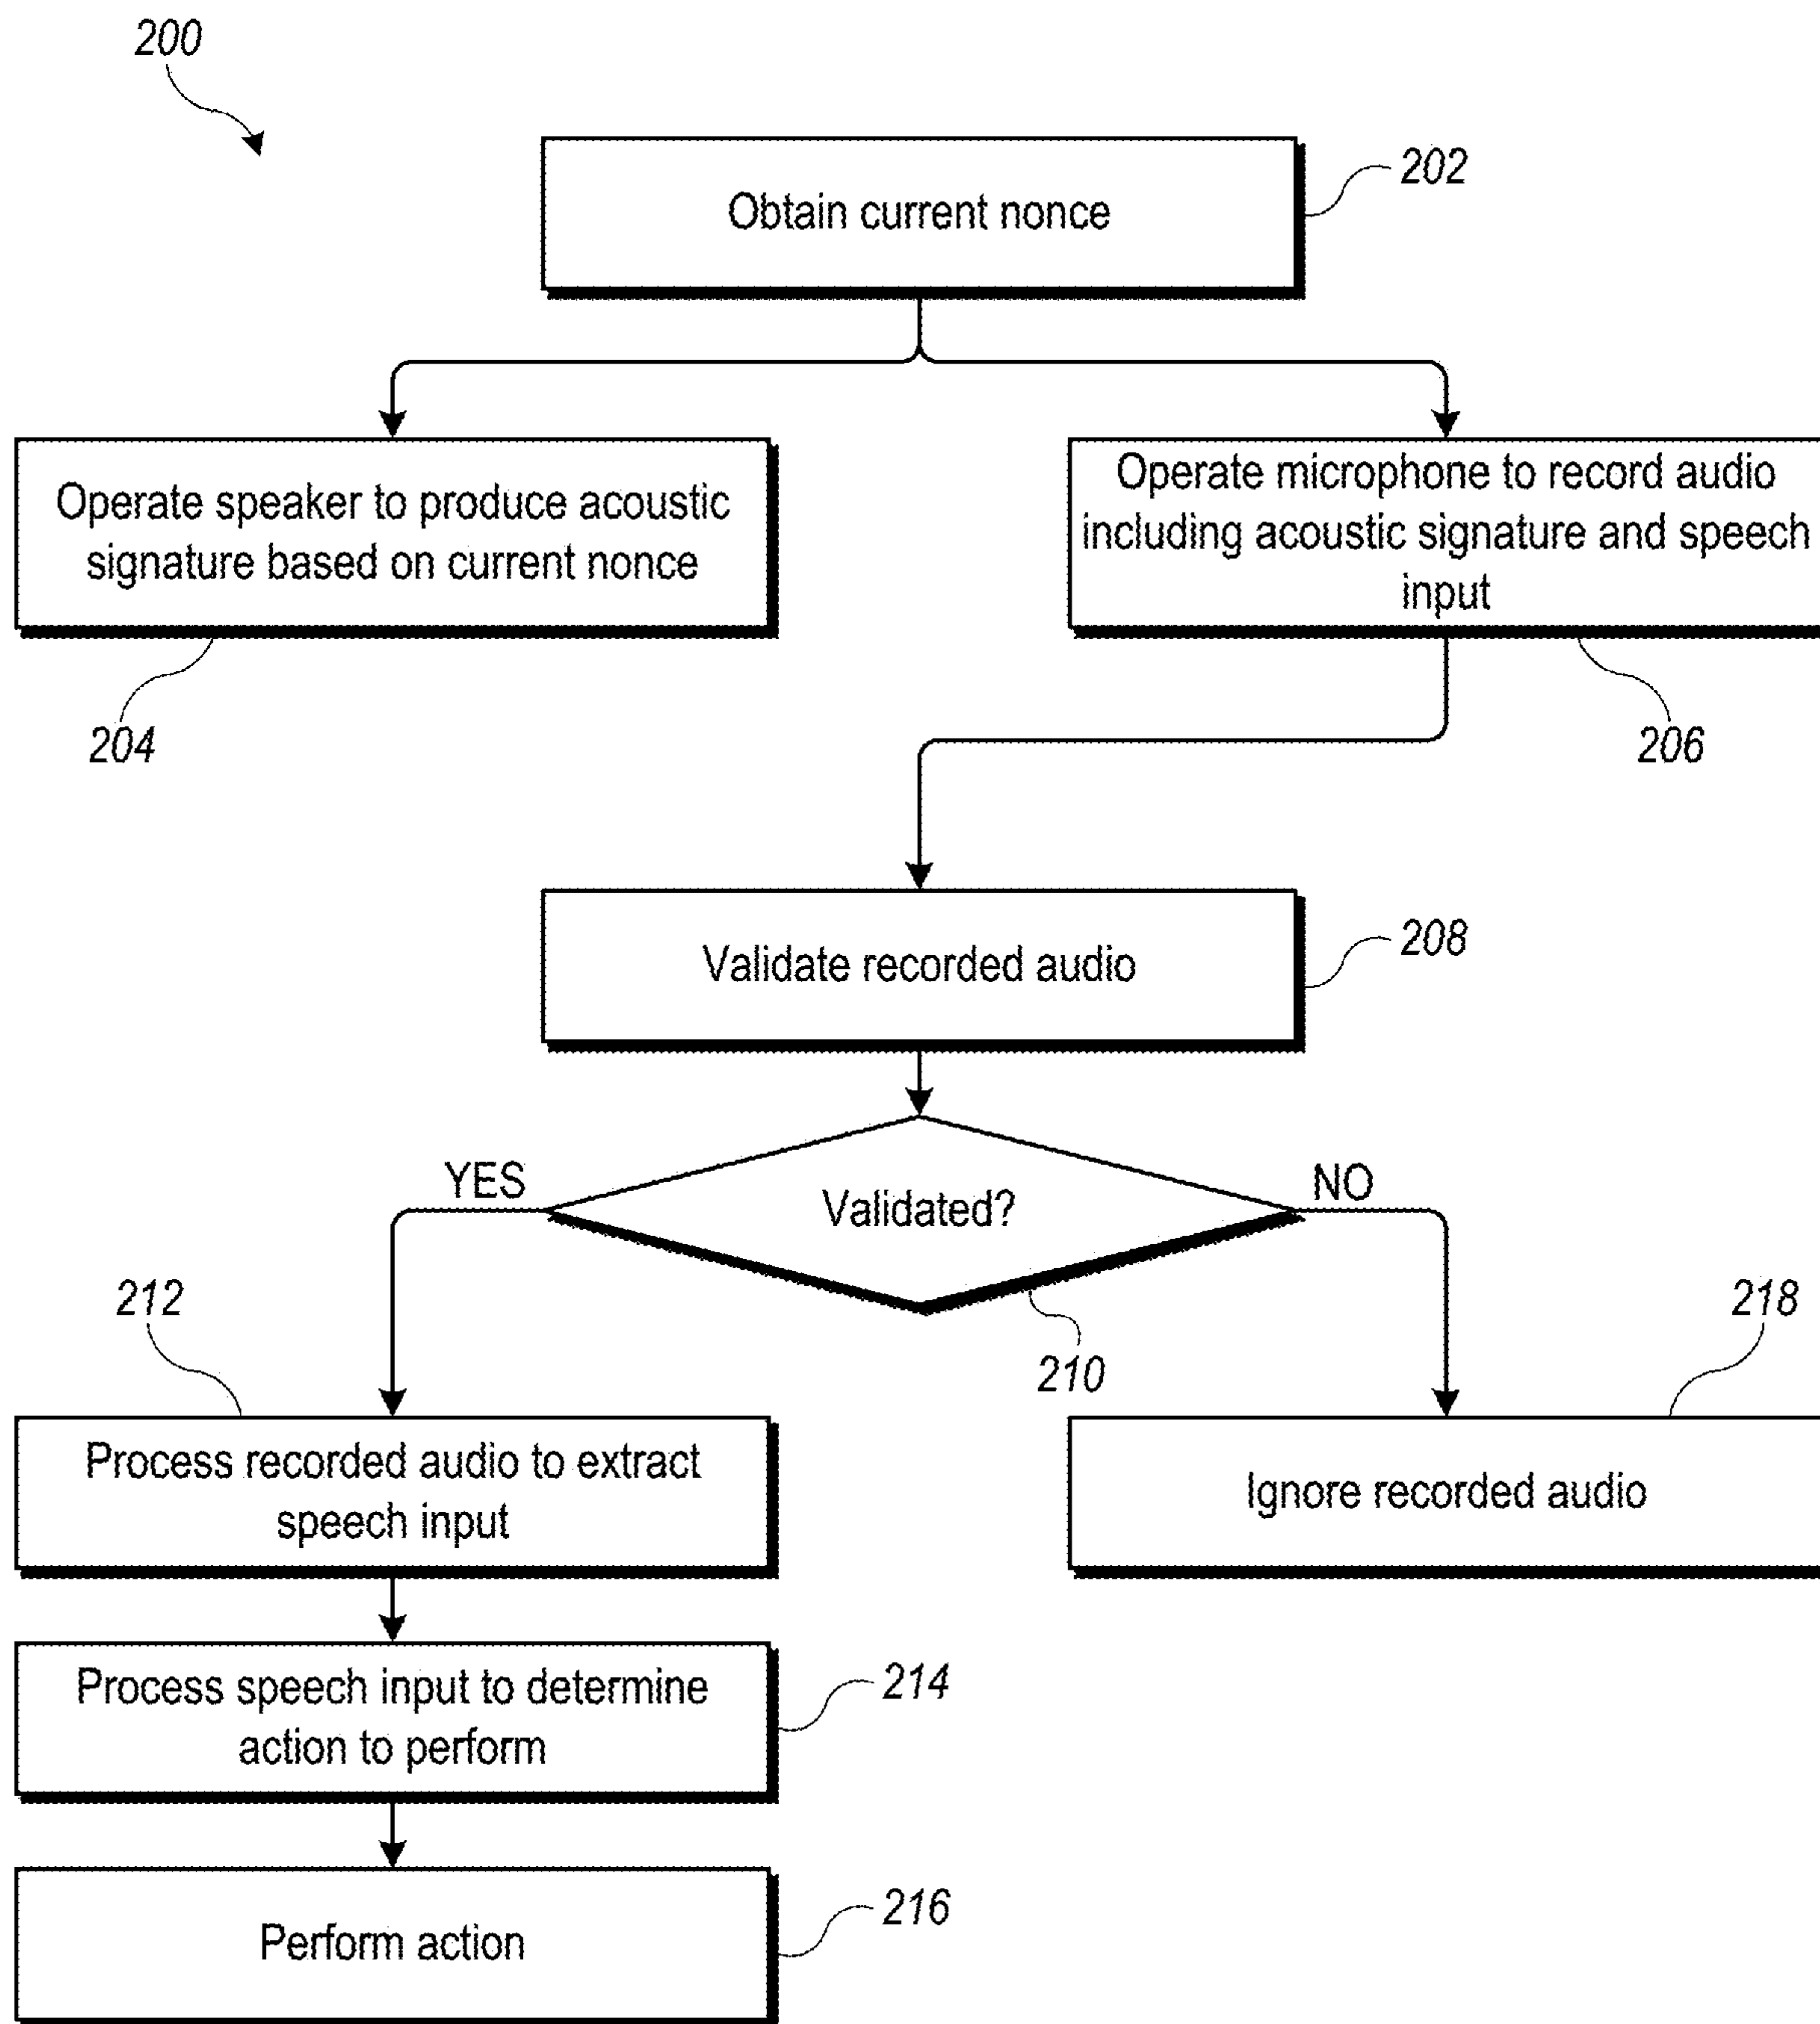 200
Obtain current nonce
202
Operate speaker to produce acoustic
signature based on current nonce
204
Operate microphone to record audio
including acoustic signature and speech
input
206
Validate recorded audio
208
YES
Validated?
NO
210
212
218
Process recorded audio to extract
speech input
Ignore recorded audio
Process speech input to determine
action to perform
214
Perform action
216